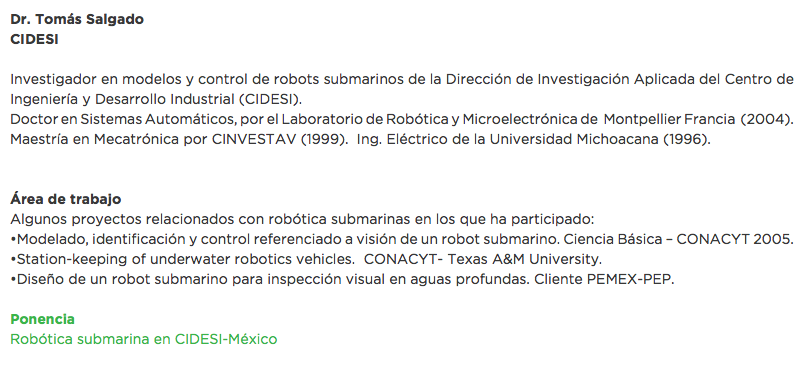 Dr. Tomás Salgado
CIDESI
Investigador en modelos y control de robots submarinos de la Dirección de Investigación Aplicada del Centro de
Ingeniería y Desarrollo Industrial (CIDESI).
Doctor en Sistemas Automáticos, por el Laboratorio de Robótica y Microelectrónica de Montpellier Francia (2004).
Maestría en Mecatrónica por CINVESTAV (1999). Ing. Eléctrico de la Universidad Michoacana (1996).
Área de trabajo
Algunos proyectos relacionados con robótica submarinas en los que ha participado:
•Modelado, identificación y control referenciado a visión de un robot submarino. Ciencia Básica – CONACYT 2005.
•Station-keeping of underwater robotics vehicles. CONACYT- Texas A&M University.
•Diseño de un robot submarino para inspección visual en aguas profundas. Cliente PEMEX-PEP.
Ponencia
Robótica submarina en CIDESI-México